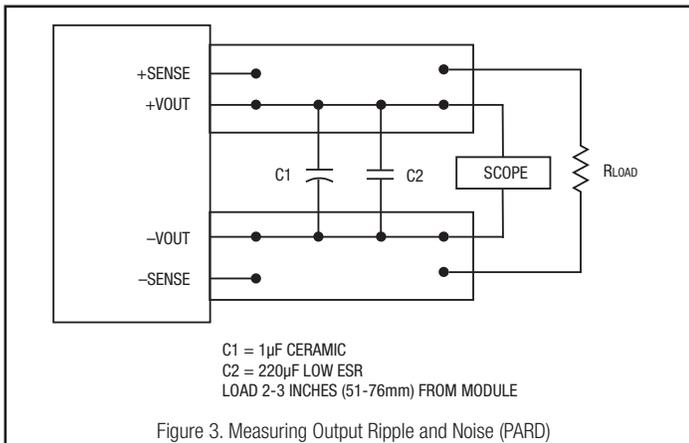 +SENSE
+VOUT
C1
C2
SCOPE
RLOAD
−VOUT
−SENSE
C1 = 1µF CERAMIC
C2 = 220µF LOW ESR
LOAD 2-3 INCHES (51-76mm) FROM MODULE
Figure 3. Measuring Output Ripple and Noise (PARD)